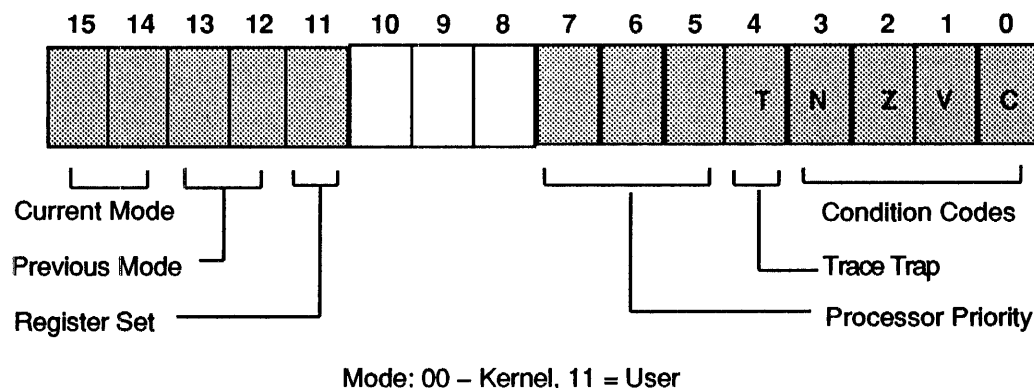 15 14 13 12 11 10 9 8 7 6 5 4 3 2 1 0
T N Z V C
Current Mode
Condition Codes
Previous Mode
Trace Trap
Register Set
Processor Priority
Mode: 00 – Kernel, 11 = User